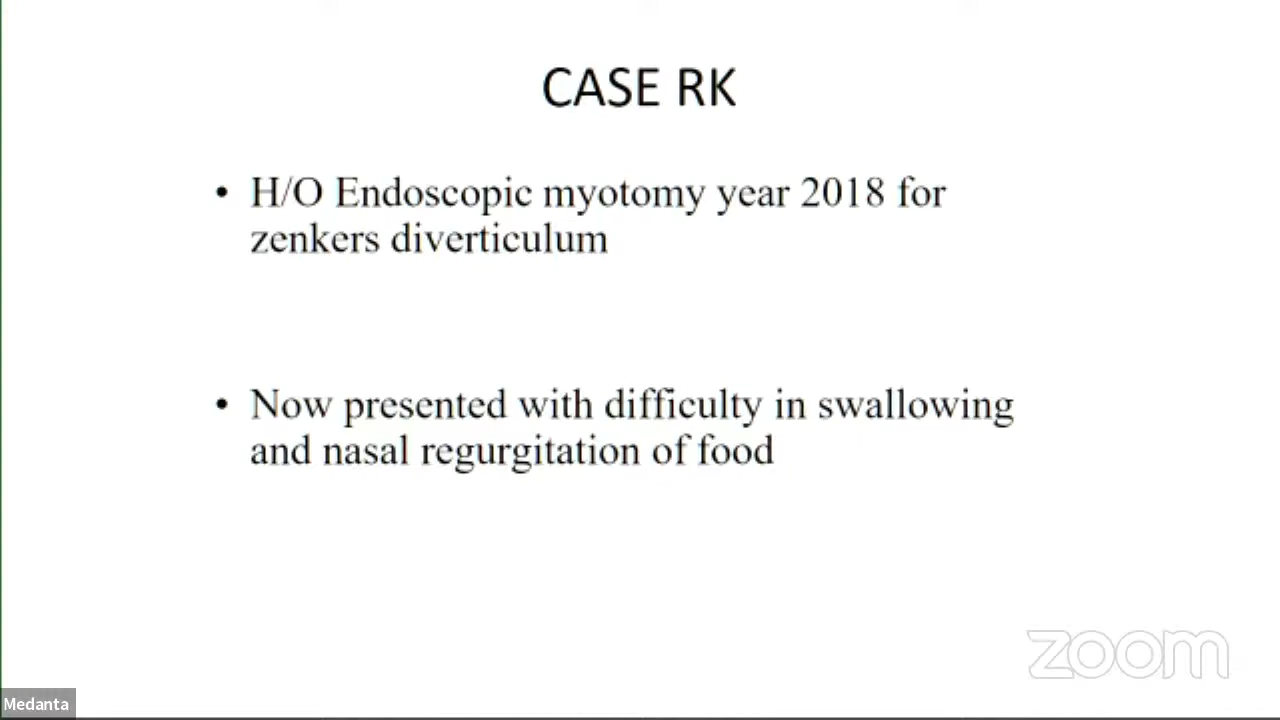 CASE RK
• H/O Endoscopic myotomy year 2018 for
zenkers diverticulum
• Now presented with difficulty in swallowing
and nasal regurgitation of food
zoom
Medanta